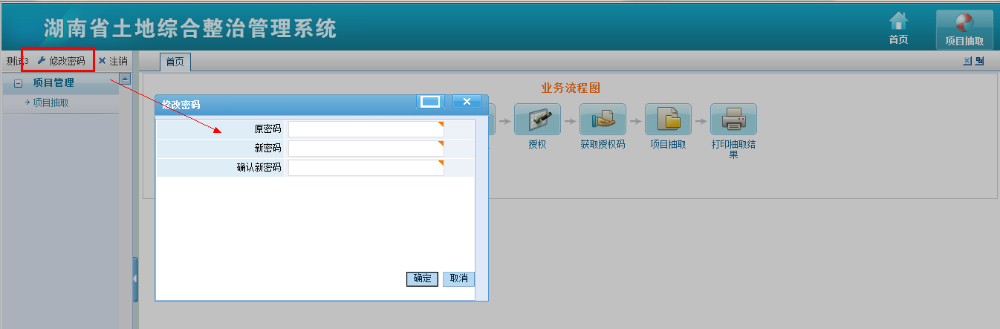 湖南省土地综合整治管理系统
首页
项目抽取
测试3
修改密码
注销
首页
项目管理
项目抽取
业务流程图
授权
获取授权码
项目抽取
打印抽取结
果
修改密码
原密码
新密码
确认新密码
确定
取消